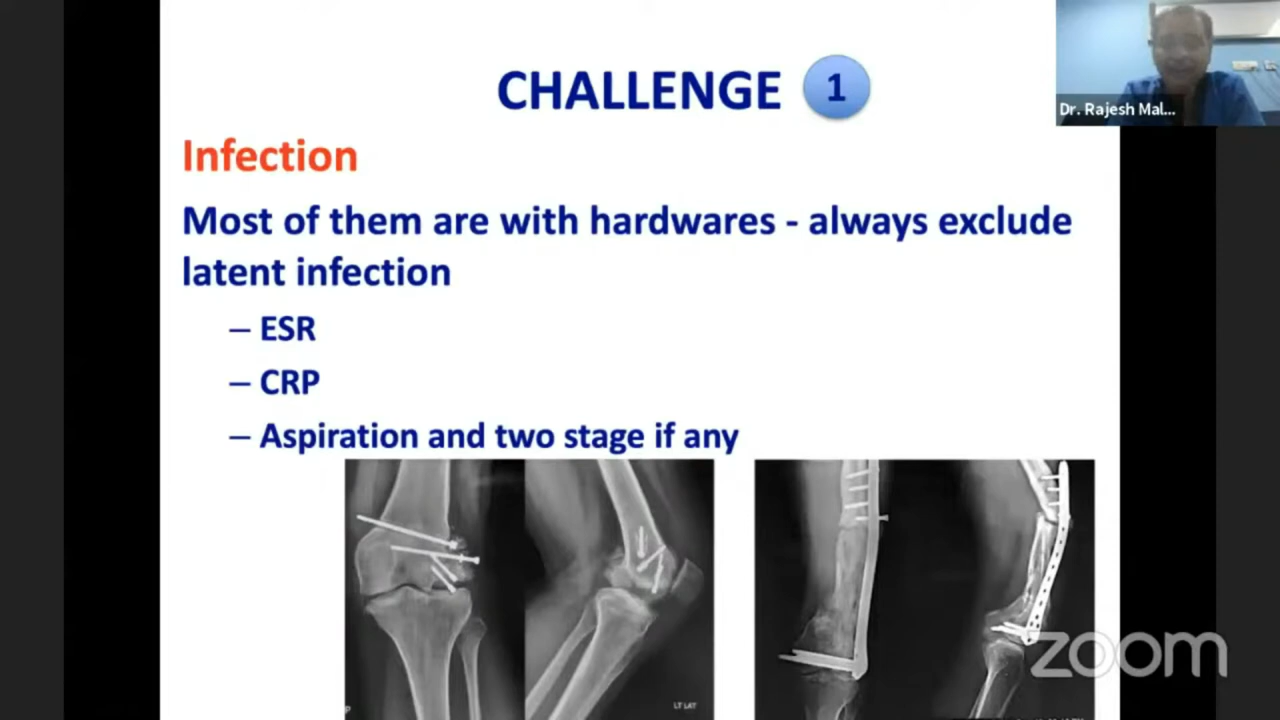 CHALLENGE 1
Dr. Rajesh Mal...
Infection
Most of them are with hardwares - always exclude
latent infection
– ESR
– CRP
– Aspiration and two stage if any
LT LAT
zoom